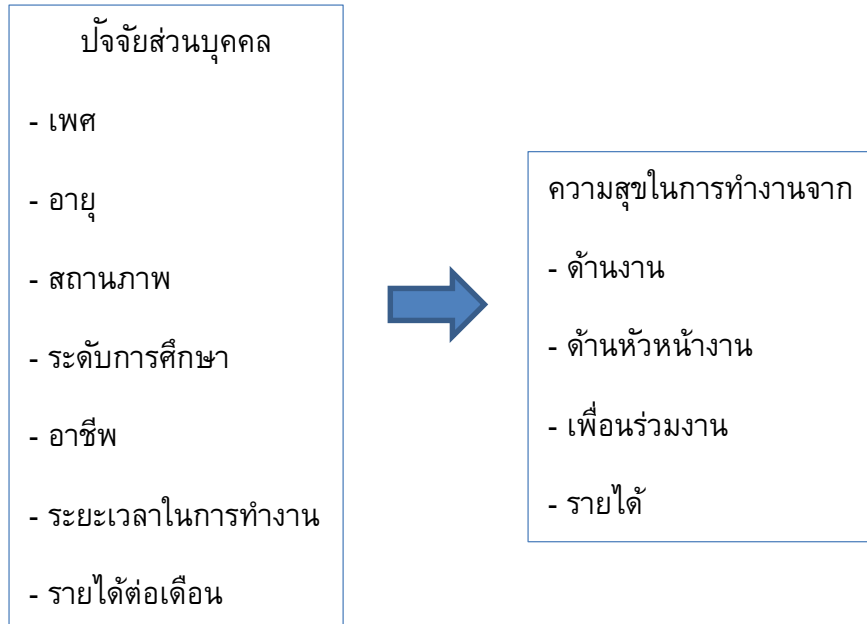 ปัจจัยส่วนบุคคล
- เพศ
- อายุ
- สถานภาพ
- ระดับการศึกษา
- อาชีพ
- ระยะเวลาในการทำงาน
- รายได้ต่อเดือน
ความสุขในการทำงานจาก
- ด้านงาน
- ด้านหัวหน้างาน
- เพื่อนร่วมงาน
- รายได้